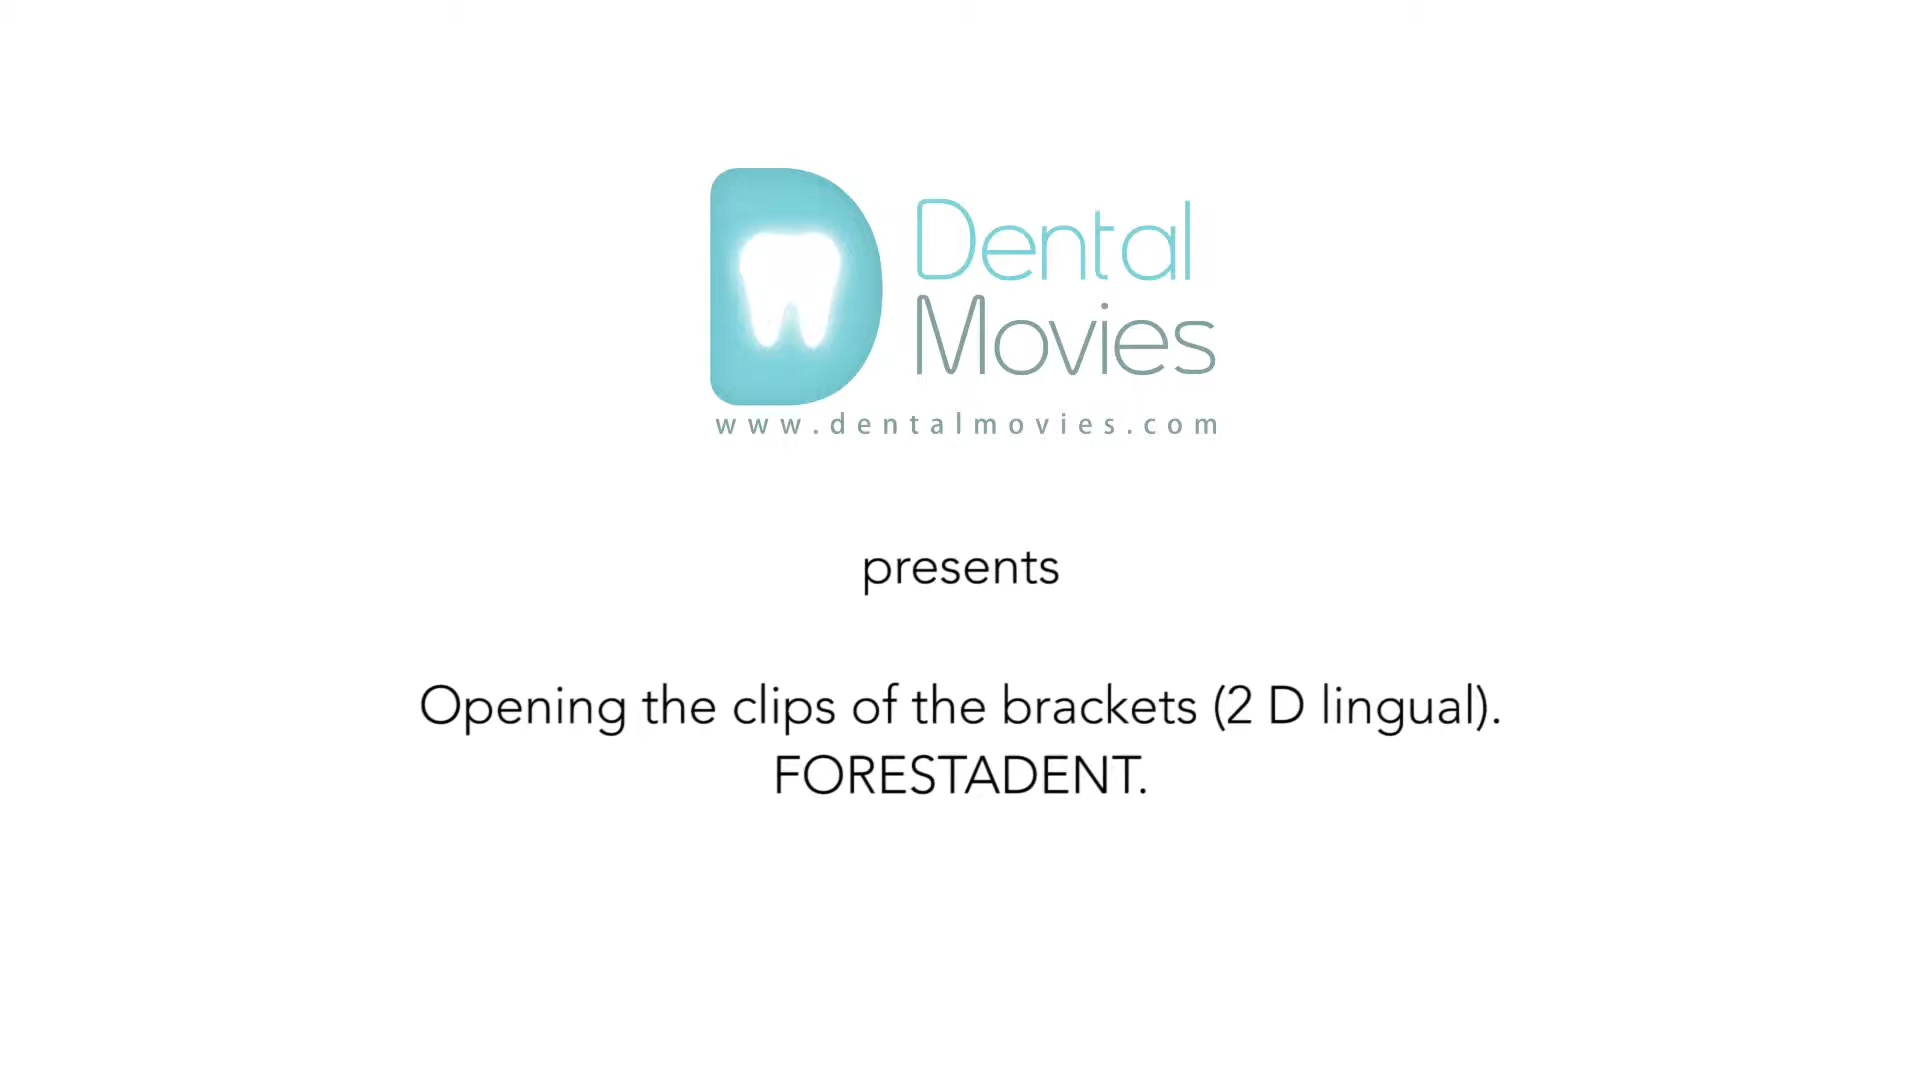 Dental
Movies
www.dentalmovies.com
presents
Opening the clips of the brackets (2 D lingual).
FORESTADENT.